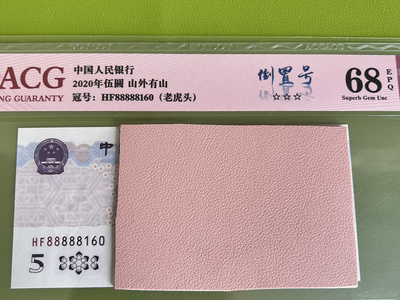 ACG
NG GUARANTY
中国人民银行
2020年伍圆 山外有山
冠号：HF88888160（老虎头）
倒置号
☆☆☆
68 EPQ
Superb Gem Unc
中
HF88888160
5